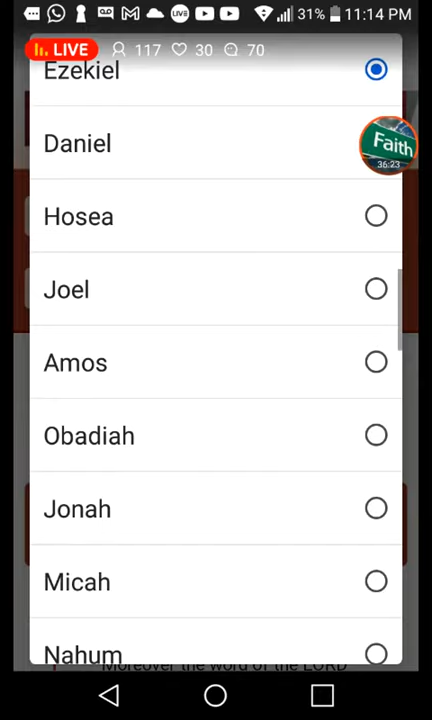 31% 11:14 PM
LIVE 117 30 70
Ezekiel
Daniel
Faith
36:23
Hosea
Joel
Amos
Obadiah
Jonah
Micah
Nahum
Moreover the word of the LORD